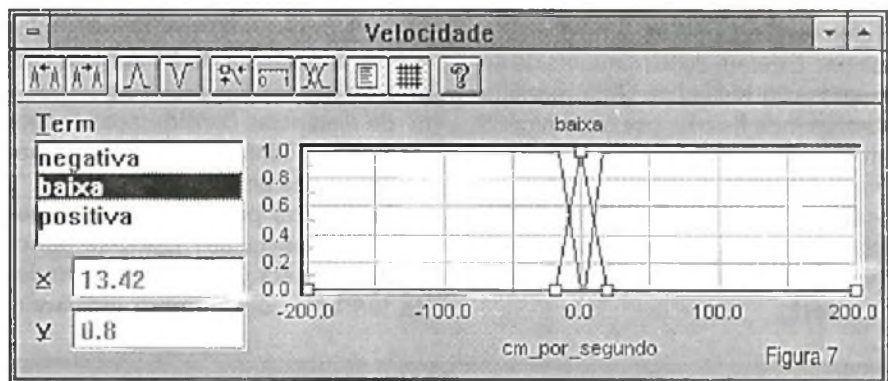 Velocidade
Term
negativa
baixa
positiva
X 13.42
Y 0.8
baixa
1.0
0.8
0.6
0.4
0.2
0.0
-200.0 -100.0 0.0 100.0 200.0
cm_por_segundo
Figura 7